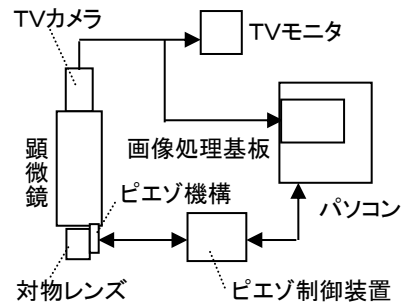 TVカメラ
TVモニタ
顕微鏡
画像処理基板
ピエゾ機構
パソコン
対物レンズ
ピエゾ制御装置